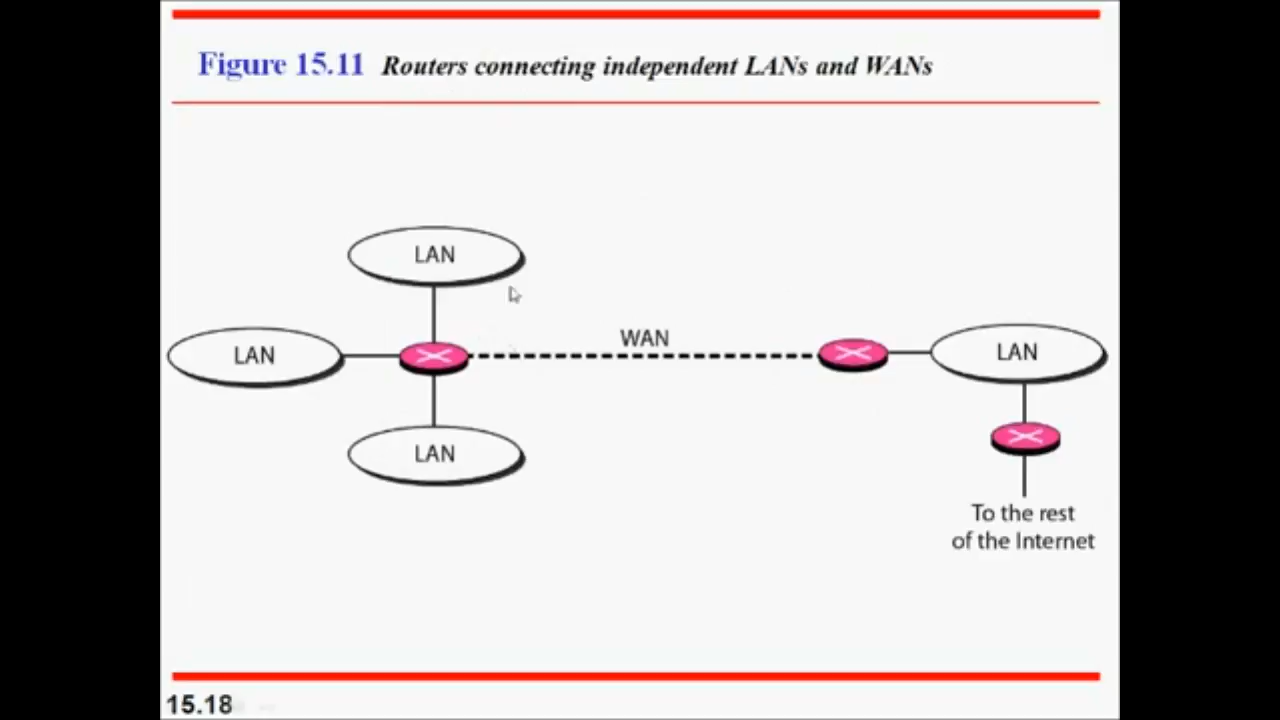 Figure 15.11 Routers connecting independent LANs and WANs
LAN
LAN
WAN
LAN
LAN
To the rest
of the Internet
15.18